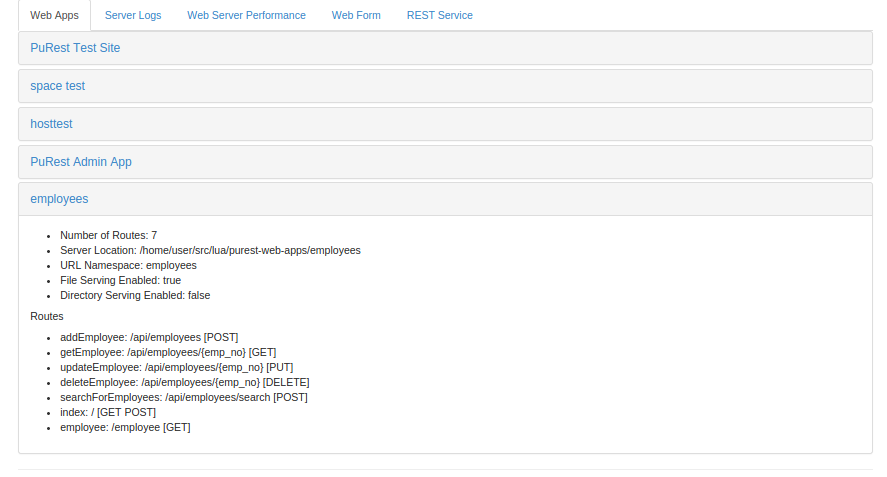 Web Apps Server Logs Web Server Performance Web Form REST Service
PuRest Test Site
space test
hosttest
PuRest Admin App
employees
Number of Routes: 7
Server Location: /home/user/src/lua/purest-web-apps/employees
URL Namespace: employees
File Serving Enabled: true
Directory Serving Enabled: false
Routes
addEmployee: /api/employees [POST]
getEmployee: /api/employees/{emp_no} [GET]
updateEmployee: /api/employees/{emp_no} [PUT]
deleteEmployee: /api/employees/{emp_no} [DELETE]
searchForEmployees: /api/employees/search [POST]
index: / [GET POST]
employee: /employee [GET]